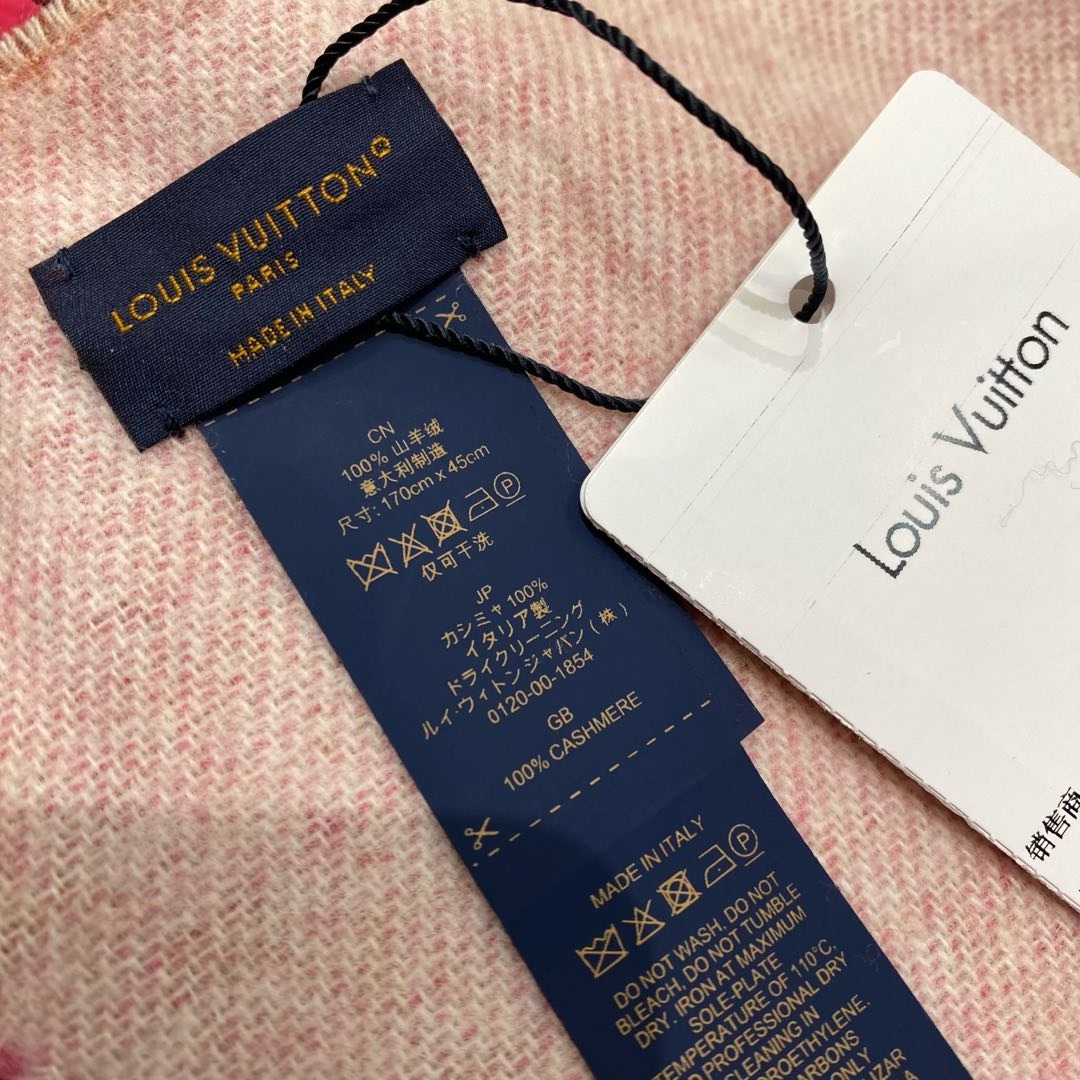 LOUIS VUITTON®
PARIS
MADE IN ITALY
CN
100% 山羊绒
意大利制造
尺寸: 170cm x 45cm
P
仅可干洗
JP
カシミャ 100%
イタリア製
ドライクリーニング
ルイ・ヴィトンジャパン(株)
0120-00-1854
GB
100% CASHMERE
MADE IN ITALY
P
DO NOT WASH, DO NOT
BLEACH, DO NOT TUMBLE
DRY. IRON AT MAXIMUM
SOLE-PLATE
TEMPERATURE OF 110°C.
PROFESSIONAL DRY
CLEANING IN
ONLY
Louis Vuitton
销售商